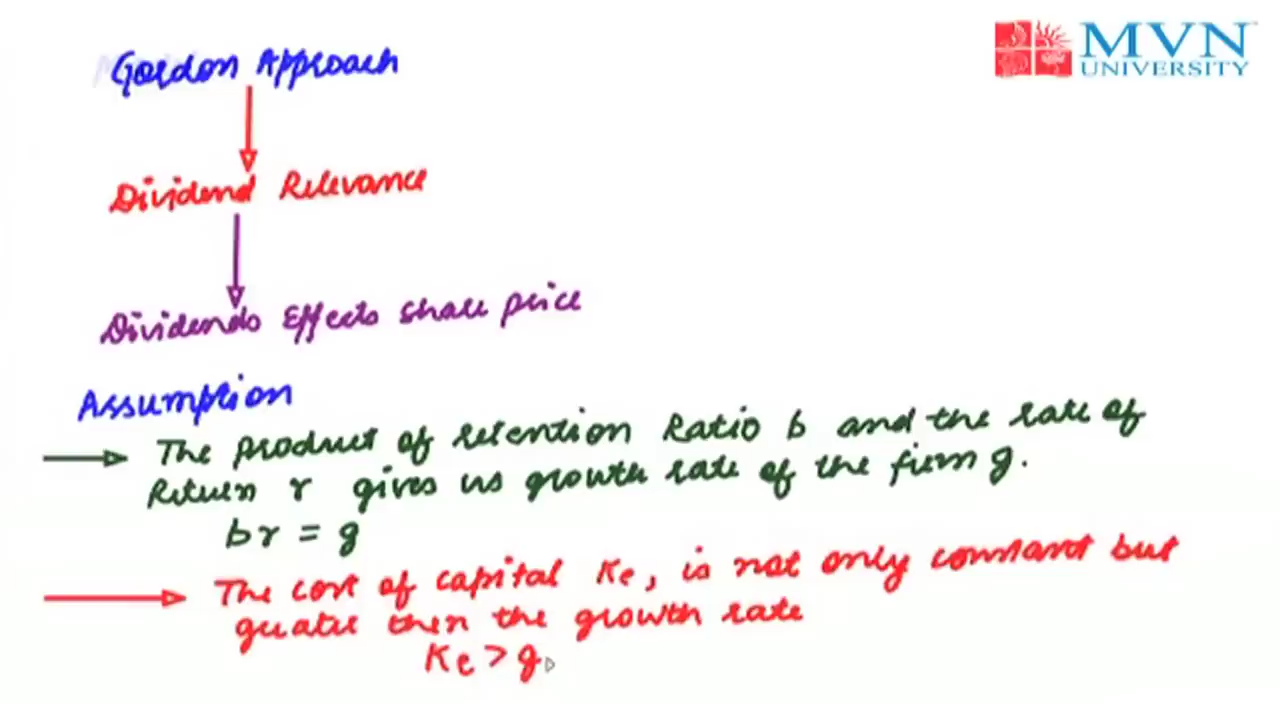 Gordon Approach
MVN
UNIVERSITY
Dividend Relevance
Dividends Effects share price
Assumption
The product of retention Ratio b and the rate of
Return r gives us growth rate of the firm g.
br = g
The cost of capital Ke, is not only constant but
greater then the growth rate
Ke > g